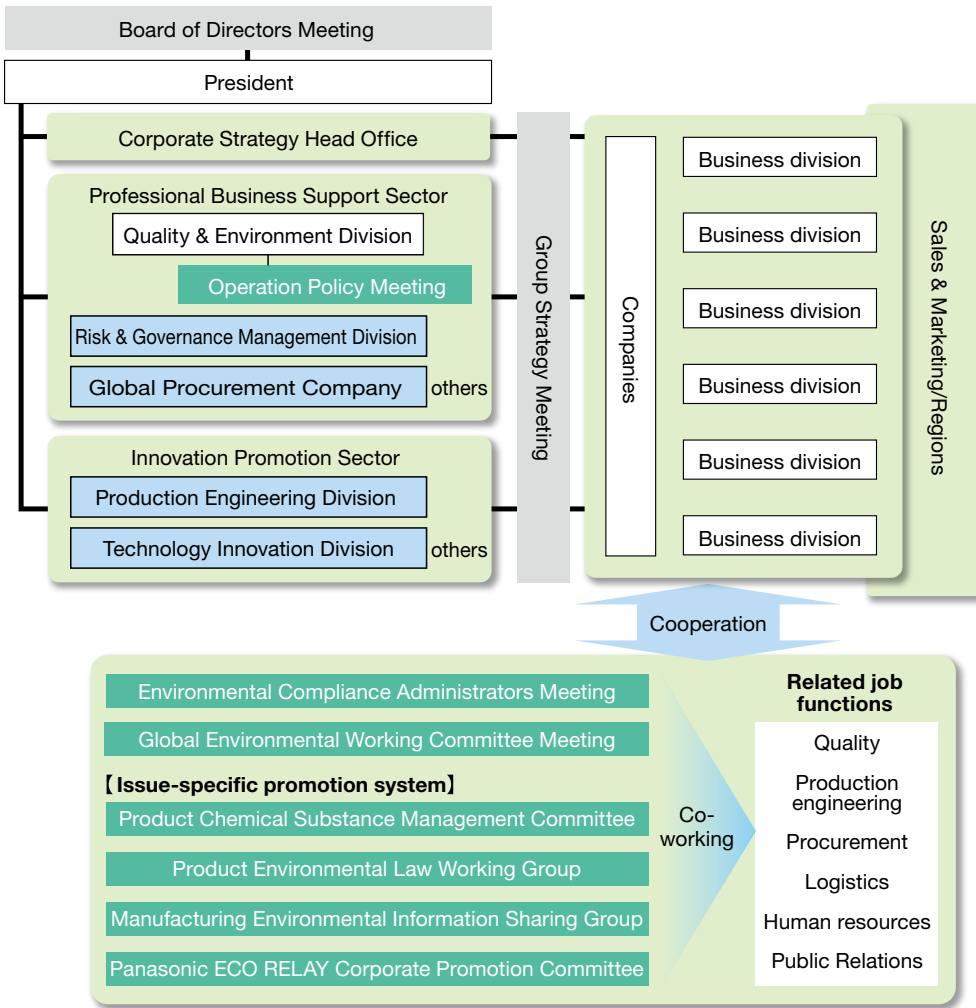 Board of Directors Meeting
President
Corporate Strategy Head Office
Professional Business Support Sector
Quality & Environment Division
Operation Policy Meeting
Risk & Governance Management Division
Global Procurement Company
others
Innovation Promotion Sector
Production Engineering Division
Technology Innovation Division
others
Group Strategy Meeting
Companies
Business division
Business division
Business division
Business division
Business division
Business division
Sales & Marketing/Regions
Cooperation
Environmental Compliance Administrators Meeting
Global Environmental Working Committee Meeting
【Issue-specific promotion system】
Product Chemical Substance Management Committee
Product Environmental Law Working Group
Manufacturing Environmental Information Sharing Group
Panasonic ECO RELAY Corporate Promotion Committee
Co-
working
Related job
functions
Quality
Production
engineering
Procurement
Logistics
Human resources
Public Relations